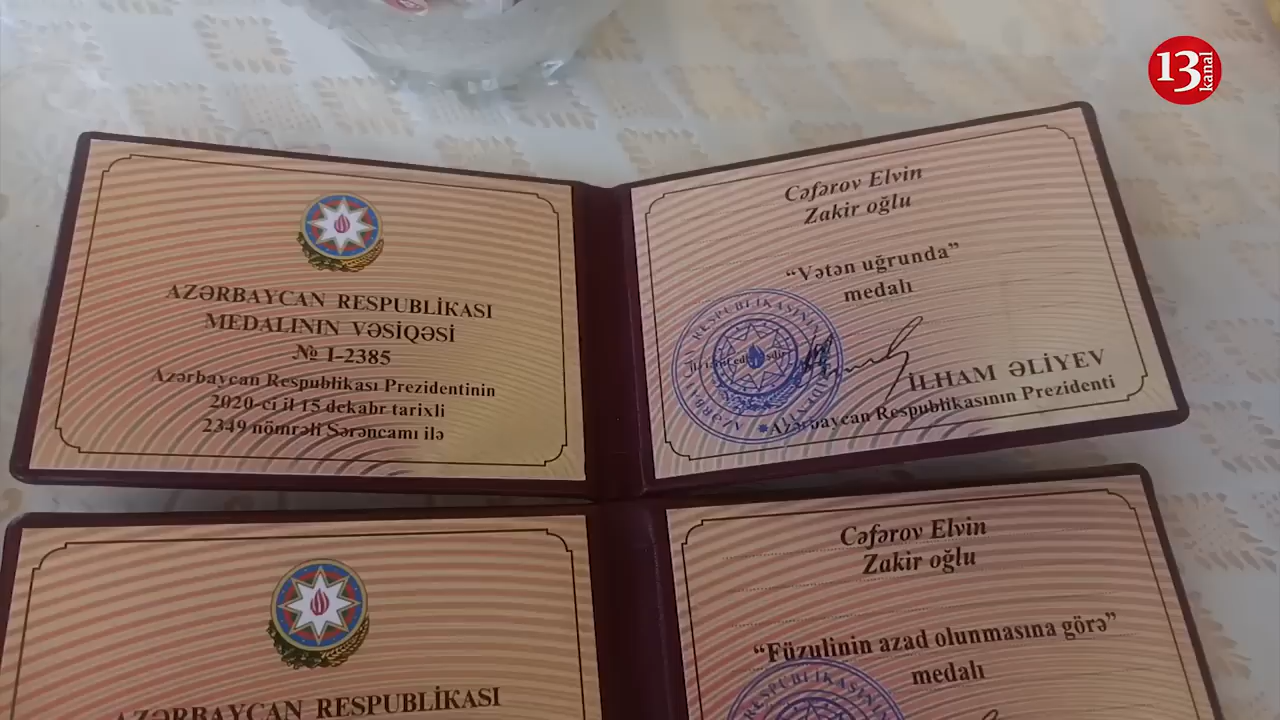 13 kanal
AZƏRBAYCAN RESPUBLİKASI
MEDALININ VƏSİQƏSİ
№ I-2385
Azərbaycan Respublikası Prezidentinin
2020-ci il 15 dekabr tarixli
2349 nömrəli Sərəncamı ilə
Cəfərov Elvin
Zakir oğlu
“Vətən uğrunda”
medalı
İLHAM ƏLİYEV
Azərbaycan Respublikasının Prezidenti
AZƏRBAYCAN RESPUBLİKASI
Cəfərov Elvin
Zakir oğlu
“Füzulinin azad olunmasına görə”
medalı